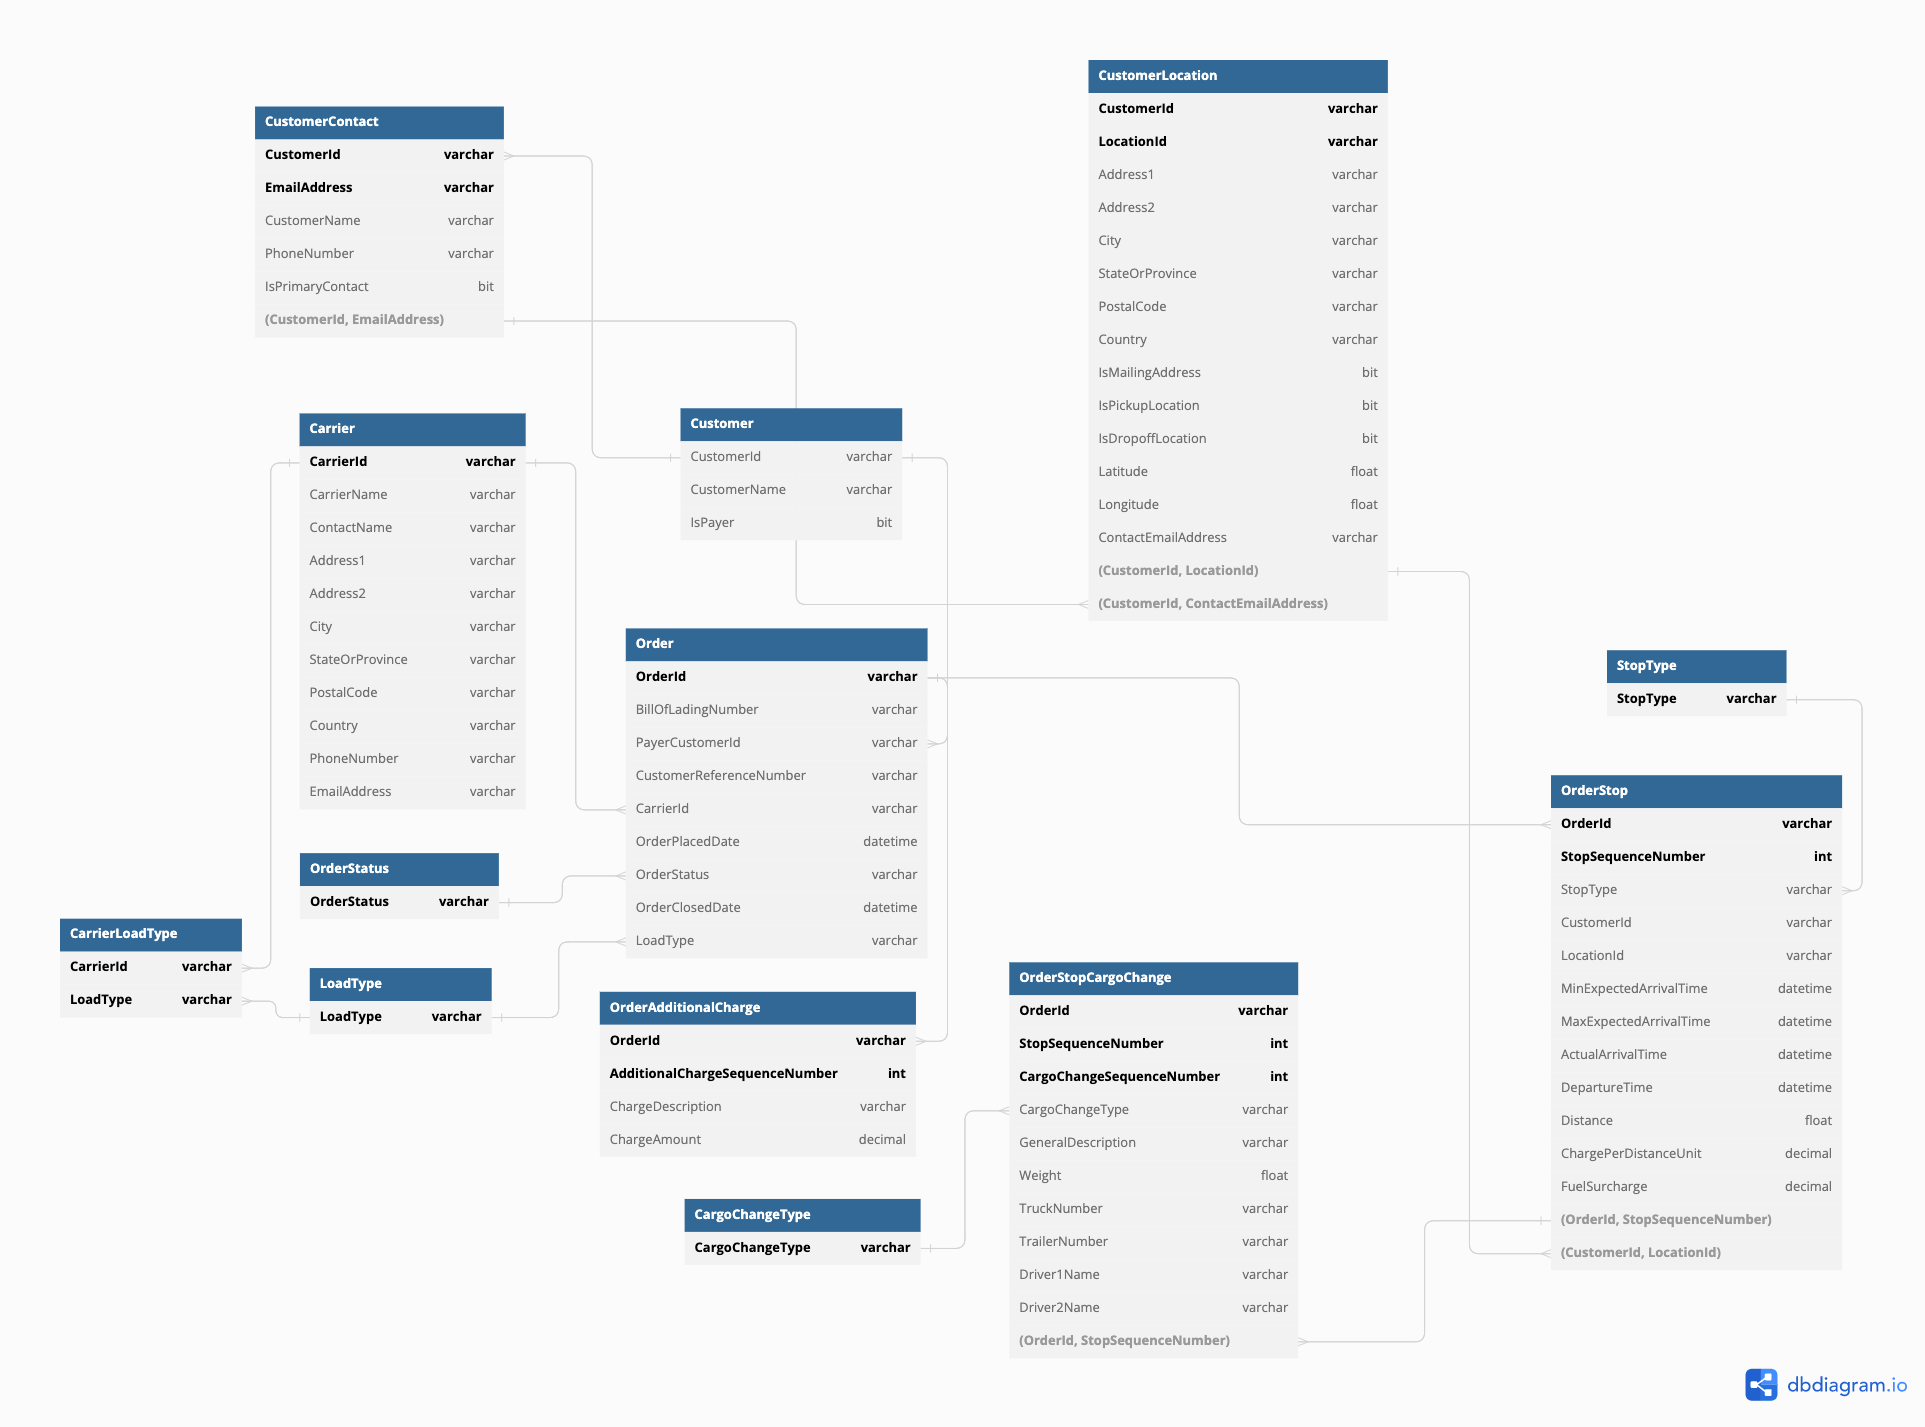 CustomerContact
CustomerId varchar
EmailAddress varchar
CustomerName varchar
PhoneNumber varchar
IsPrimaryContact bit
(CustomerId, EmailAddress)
CustomerLocation
CustomerId varchar
LocationId varchar
Address1 varchar
Address2 varchar
City varchar
StateOrProvince varchar
PostalCode varchar
Country varchar
IsMailingAddress bit
IsPickupLocation bit
IsDropoffLocation bit
Latitude float
Longitude float
ContactEmailAddress varchar
(CustomerId, LocationId)
(CustomerId, ContactEmailAddress)
Carrier
CarrierId varchar
CarrierName varchar
ContactName varchar
Address1 varchar
Address2 varchar
City varchar
StateOrProvince varchar
PostalCode varchar
Country varchar
PhoneNumber varchar
EmailAddress varchar
Customer
CustomerId varchar
CustomerName varchar
IsPayer bit
Order
OrderId varchar
BillOfLadingNumber varchar
PayerCustomerId varchar
CustomerReferenceNumber varchar
CarrierId varchar
OrderPlacedDate datetime
OrderStatus varchar
OrderClosedDate datetime
LoadType varchar
StopType
StopType varchar
OrderStop
OrderId varchar
StopSequenceNumber int
StopType varchar
CustomerId varchar
LocationId varchar
MinExpectedArrivalTime datetime
MaxExpectedArrivalTime datetime
ActualArrivalTime datetime
DepartureTime datetime
Distance float
ChargePerDistanceUnit decimal
FuelSurcharge decimal
(OrderId, StopSequenceNumber)
(CustomerId, LocationId)
OrderStatus
OrderStatus varchar
CarrierLoadType
CarrierId varchar
LoadType varchar
LoadType
LoadType varchar
OrderAdditionalCharge
OrderId varchar
AdditionalChargeSequenceNumber int
ChargeDescription varchar
ChargeAmount decimal
OrderStopCargoChange
OrderId varchar
StopSequenceNumber int
CargoChangeSequenceNumber int
CargoChangeType varchar
GeneralDescription varchar
Weight float
TruckNumber varchar
TrailerNumber varchar
Driver1Name varchar
Driver2Name varchar
(OrderId, StopSequenceNumber)
CargoChangeType
CargoChangeType varchar
dbdiagram.io